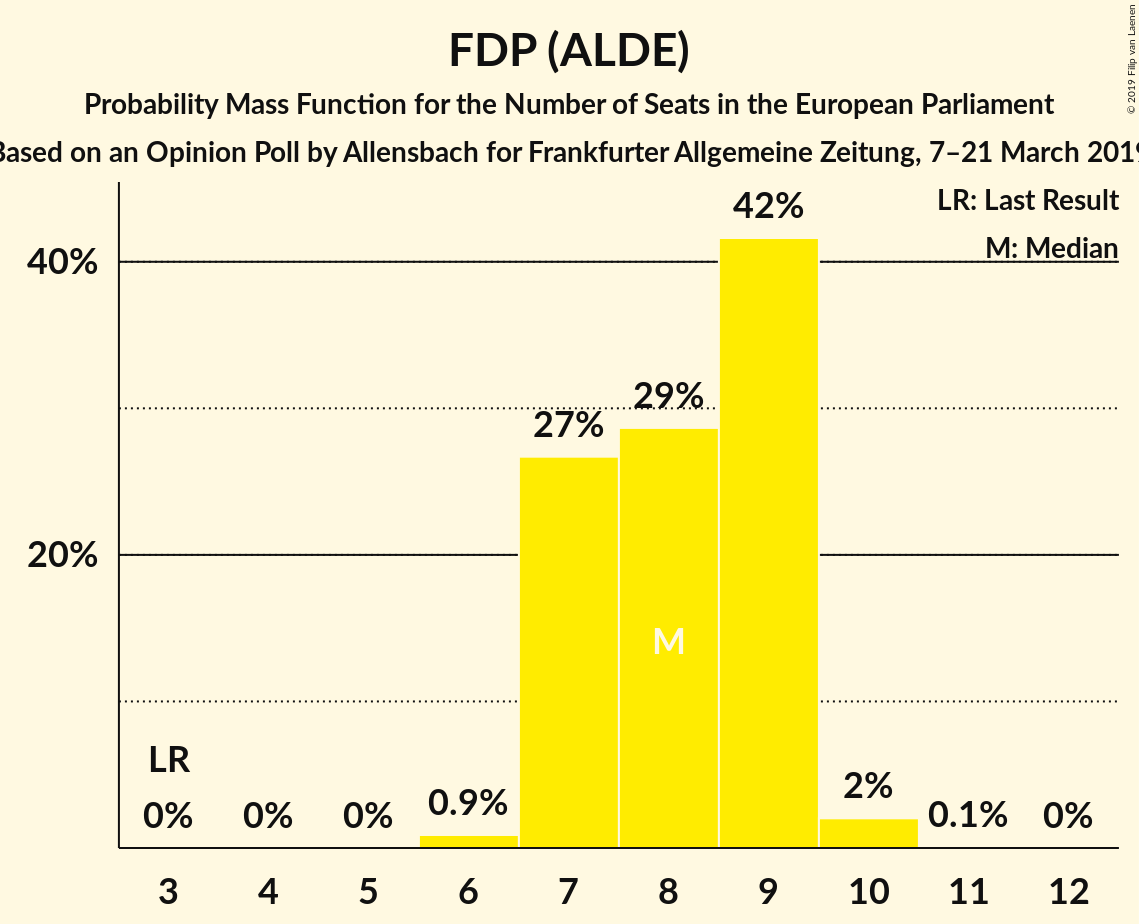 FDP (ALDE)
Probability Mass Function for the Number of Seats in the European Parliament
Based on an Opinion Poll by Allensbach for Frankfurter Allgemeine Zeitung, 7–21 March 2019
© 2019 Filip van Laenen
LR: Last Result
M: Median
40%
20%
42%
29%
27%
M
LR
0% 0% 0% 0.9% 2% 0.1% 0%
3 4 5 6 7 8 9 10 11 12